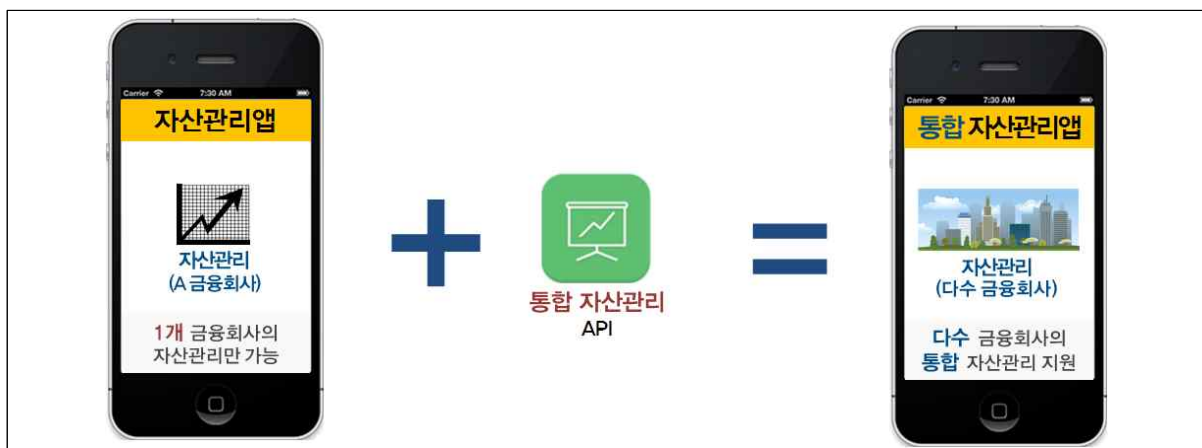 Carrier 7:30 AM
자산관리앱
자산관리
(A 금융회사)
1개 금융회사의
자산관리만 가능
+
통합 자산관리
API
=
Carrier 7:30 AM
통합 자산관리앱
자산관리
(다수 금융회사)
다수 금융회사의
통합 자산관리 지원